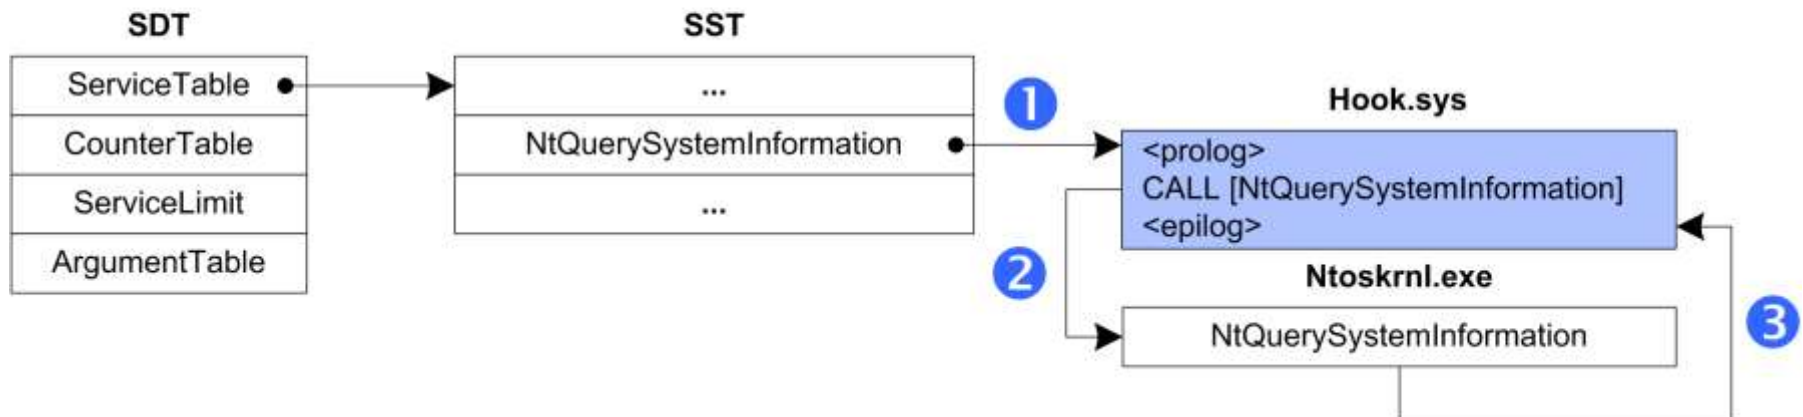 SDT
ServiceTable
CounterTable
ServiceLimit
ArgumentTable
SST
...
NtQuerySystemInformation
...
1
Hook.sys
<prolog>
CALL [NtQuerySystemInformation]
<epilog>
2
Ntoskrnl.exe
NtQuerySystemInformation
3